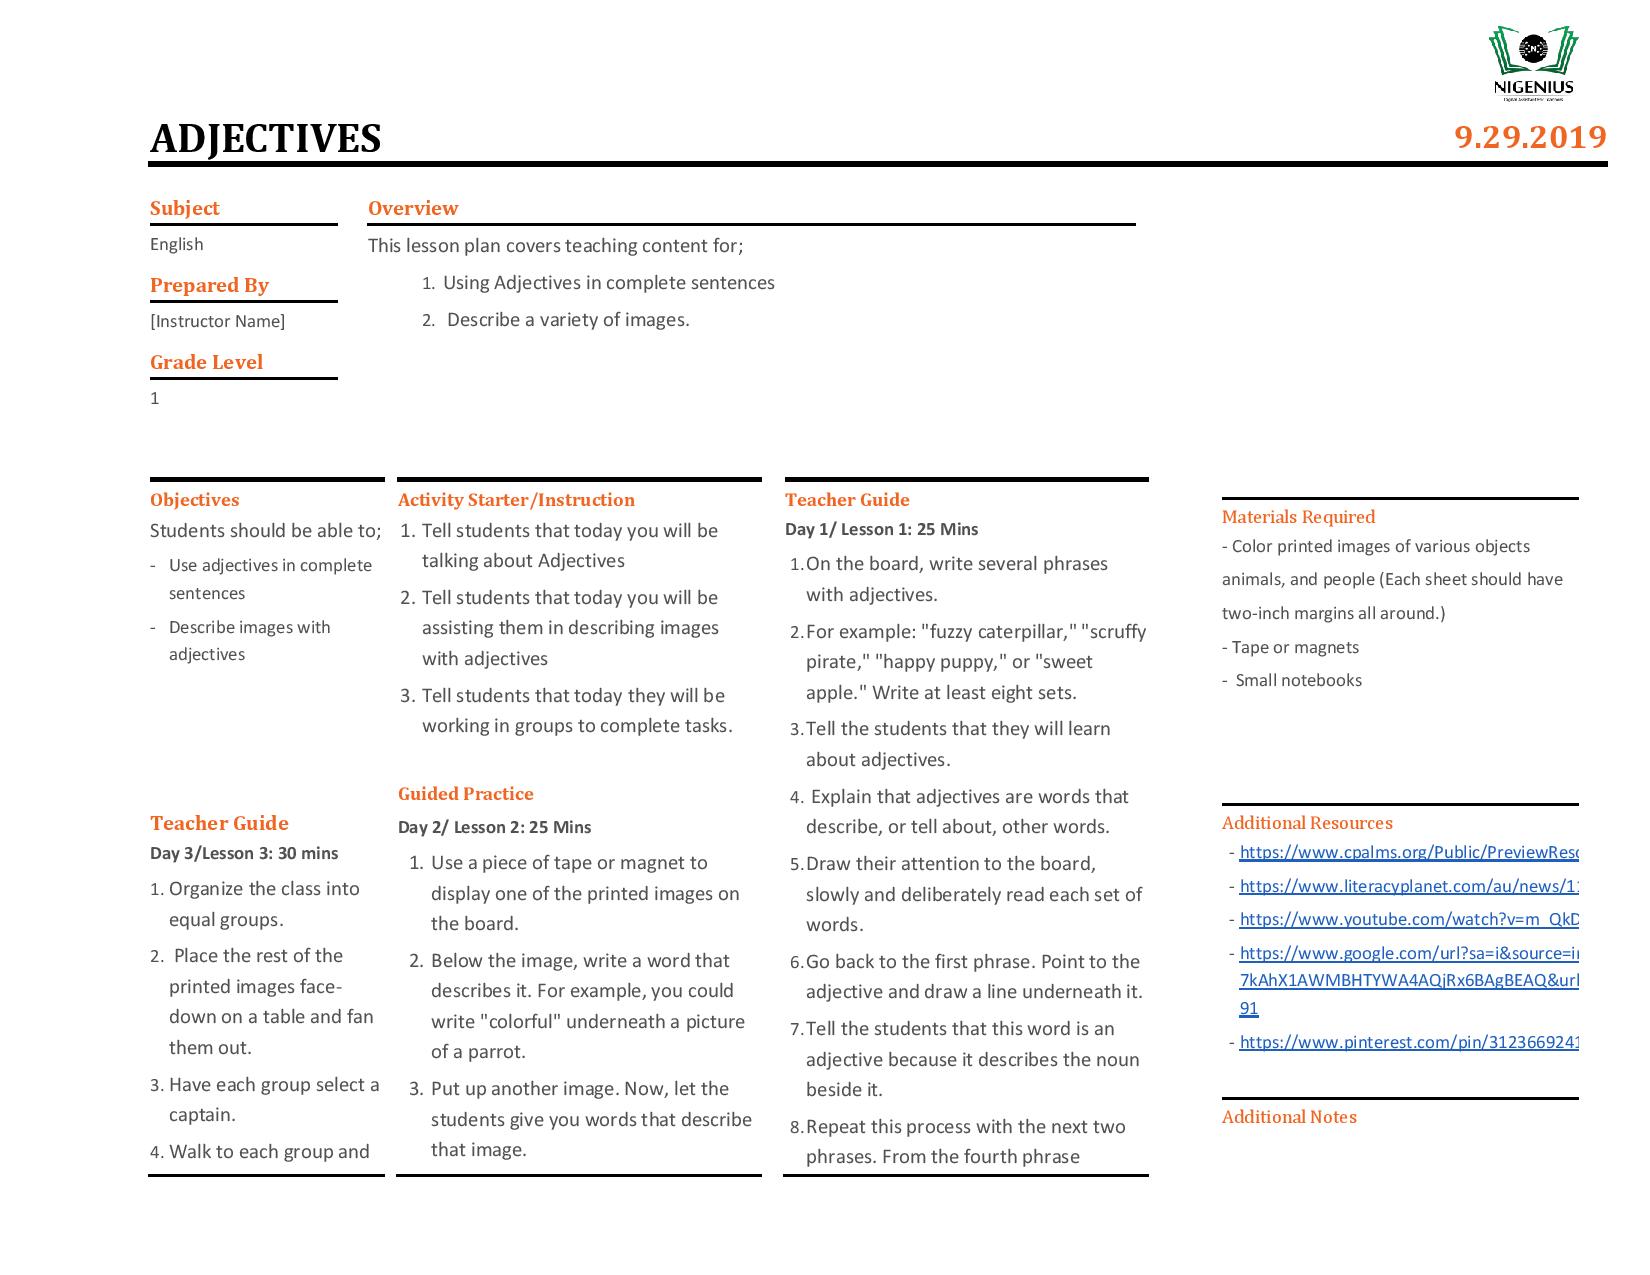 NIGENIUS
ADJECTIVES
9.29.2019
Subject
English
Prepared By
[Instructor Name]
Grade Level
1
Overview
This lesson plan covers teaching content for;
1. Using Adjectives in complete sentences
2. Describe a variety of images.
Objectives
Students should be able to;
- Use adjectives in complete
sentences
- Describe images with
adjectives
Teacher Guide
Day 3/Lesson 3: 30 mins
1. Organize the class into
equal groups.
2. Place the rest of the
printed images face-
down on a table and fan
them out.
3. Have each group select a
captain.
4. Walk to each group and
Activity Starter/Instruction
1. Tell students that today you will be
talking about Adjectives
2. Tell students that today you will be
assisting them in describing images
with adjectives
3. Tell students that today they will be
working in groups to complete tasks.
Guided Practice
Day 2/ Lesson 2: 25 Mins
1. Use a piece of tape or magnet to
display one of the printed images on
the board.
2. Below the image, write a word that
describes it. For example, you could
write "colorful" underneath a picture
of a parrot.
3. Put up another image. Now, let the
students give you words that describe
that image.
Teacher Guide
Day 1/ Lesson 1: 25 Mins
1.On the board, write several phrases
with adjectives.
2.For example: "fuzzy caterpillar," "scruffy
pirate," "happy puppy," or "sweet
apple." Write at least eight sets.
3.Tell the students that they will learn
about adjectives.
4. Explain that adjectives are words that
describe, or tell about, other words.
5.Draw their attention to the board,
slowly and deliberately read each set of
words.
6.Go back to the first phrase. Point to the
adjective and draw a line underneath it.
7.Tell the students that this word is an
adjective because it describes the noun
beside it.
8.Repeat this process with the next two
phrases. From the fourth phrase
Materials Required
- Color printed images of various objects
animals, and people (Each sheet should have
two-inch margins all around.)
- Tape or magnets
- Small notebooks
Additional Resources
- https://www.cpalms.org/Public/PreviewReso
- https://www.literacyplanet.com/au/news/11
- https://www.youtube.com/watch?v=m_QkD
- https://www.google.com/url?sa=i&source=in
7kAhX1AWMBHTYWA4AQjRx6BAgBEAQ&url
91
- https://www.pinterest.com/pin/3123669241
Additional Notes